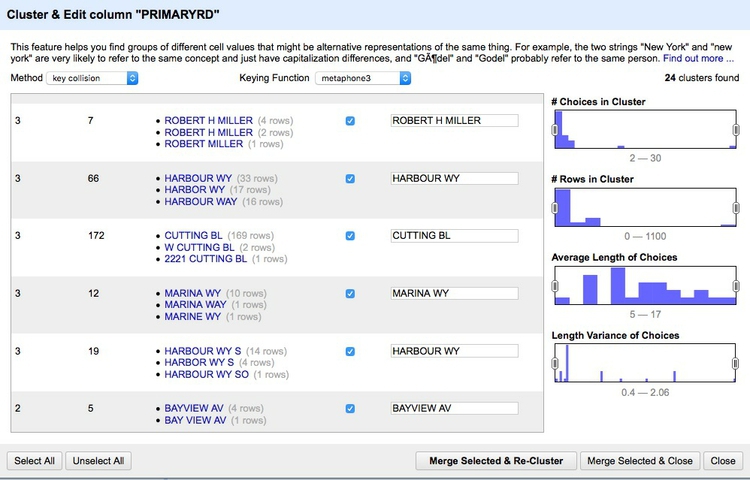 Cluster & Edit column "PRIMARYRD"
This feature helps you find groups of different cell values that might be alternative representations of the same thing. For example, the two strings "New York" and "new
york" are very likely to refer to the same concept and just have capitalization differences, and "GÃ¶del" and "Godel" probably refer to the same person. Find out more ...
Method key collision Keying Function metaphone3 24 clusters found
3 7 • ROBERT H MILLER (4 rows) ROBERT H MILLER
• ROBERT H MILLER (2 rows)
• ROBERT MILLER (1 rows)
3 66 • HARBOUR WY (33 rows) HARBOUR WY
• HARBOR WY (17 rows)
• HARBOUR WAY (16 rows)
3 172 • CUTTING BL (169 rows) CUTTING BL
• W CUTTING BL (2 rows)
• 2221 CUTTING BL (1 rows)
3 12 • MARINA WY (10 rows) MARINA WY
• MARINA WAY (1 rows)
• MARINE WY (1 rows)
3 19 • HARBOUR WY S (14 rows) HARBOUR WY
• HARBOR WY S (4 rows)
• HARBOUR WY SO (1 rows)
2 5 • BAYVIEW AV (4 rows) BAYVIEW AV
• BAY VIEW AV (1 rows)
# Choices in Cluster
2 — 30
# Rows in Cluster
0 — 1100
Average Length of Choices
5 — 17
Length Variance of Choices
0.4 — 2.06
Select All Unselect All Merge Selected & Re-Cluster Merge Selected & Close Close